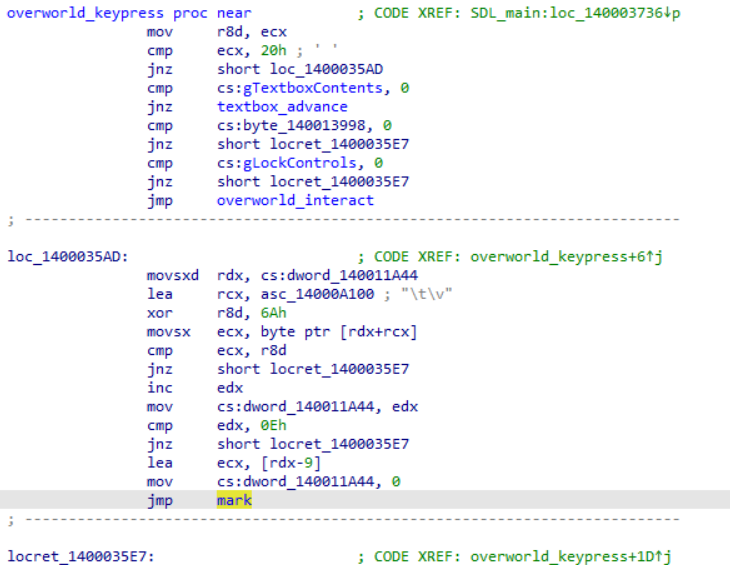 overworld_keypress proc near ; CODE XREF: SDL_main:loc_140003736↓p
mov r8d, ecx
cmp ecx, 20h ; ' '
jnz short loc_1400035AD
cmp cs:gTextboxContents, 0
jnz textbox_advance
cmp cs:byte_140013998, 0
jnz short locret_1400035E7
cmp cs:gLockControls, 0
jnz short locret_1400035E7
jmp overworld_interact
; ---------------------------------------------------------------------------
loc_1400035AD: ; CODE XREF: overworld_keypress+6↑j
movsxd rdx, cs:dword_140011A44
lea rcx, asc_14000A100 ; "\t\v"
xor r8d, 6Ah
movsx ecx, byte ptr [rdx+rcx]
cmp ecx, r8d
jnz short locret_1400035E7
inc edx
mov cs:dword_140011A44, edx
cmp edx, 0Eh
jnz short locret_1400035E7
lea ecx, [rdx-9]
mov cs:dword_140011A44, 0
jmp mark
; ---------------------------------------------------------------------------
locret_1400035E7: ; CODE XREF: overworld_keypress+1D↑j